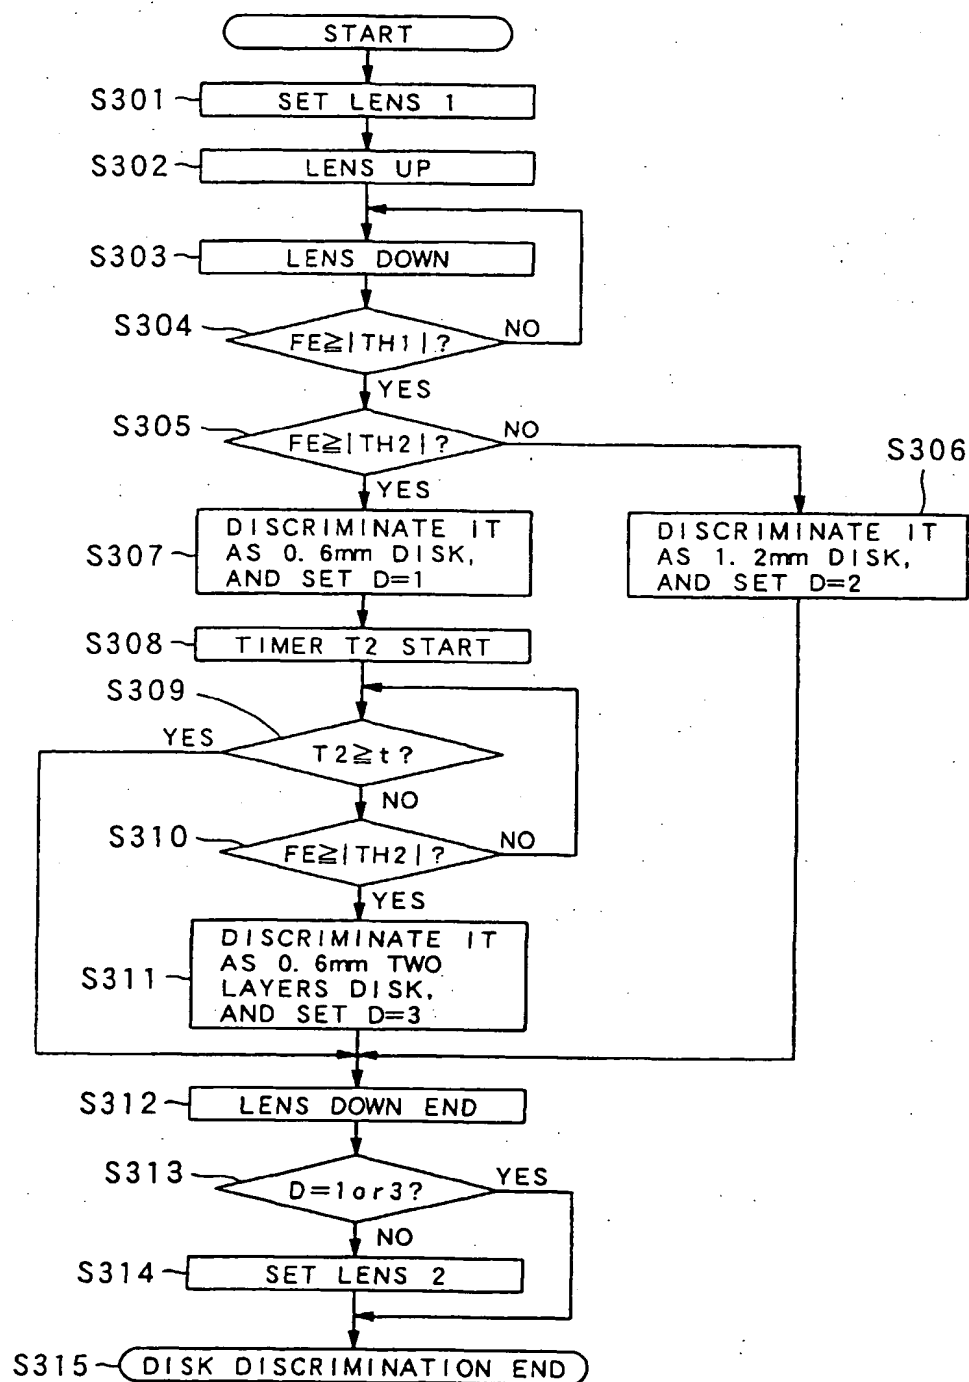 START
S301
SET LENS 1
S302
LENS UP
S303
LENS DOWN
S304
FE≧|TH1|?
NO
YES
S305
FE≧|TH2|?
NO
YES
S306
DISCRIMINATE IT
AS 1.2mm DISK,
AND SET D=2
S307
DISCRIMINATE IT
AS 0.6mm DISK,
AND SET D=1
S308
TIMER T2 START
S309
YES
T2≧t?
NO
S310
FE≧|TH2|?
NO
YES
S311
DISCRIMINATE IT
AS 0.6mm TWO
LAYERS DISK,
AND SET D=3
S312
LENS DOWN END
S313
D=1or3?
YES
NO
S314
SET LENS 2
S315
DISK DISCRIMINATION END